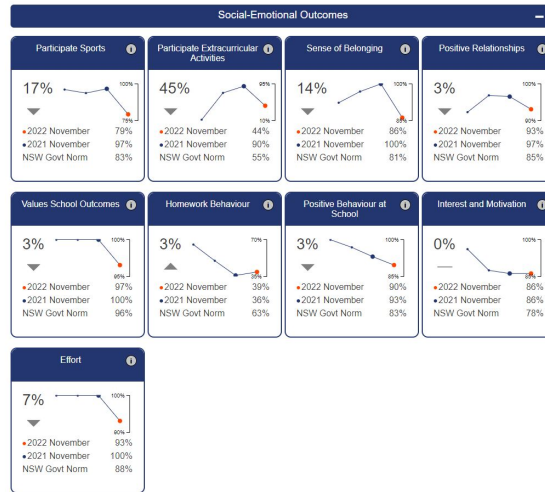 Social-Emotional Outcomes
Participate Sports
17%
100%
75%
2022 November 79%
2021 November 97%
NSW Govt Norm 83%
Participate Extracurricular
Activities
45%
95%
10%
2022 November 44%
2021 November 90%
NSW Govt Norm 55%
Sense of Belonging
14%
100%
85%
2022 November 86%
2021 November 100%
NSW Govt Norm 81%
Positive Relationships
3%
100%
90%
2022 November 93%
2021 November 97%
NSW Govt Norm 85%
Values School Outcomes
3%
100%
95%
2022 November 97%
2021 November 100%
NSW Govt Norm 96%
Homework Behaviour
3%
70%
35%
2022 November 39%
2021 November 36%
NSW Govt Norm 63%
Positive Behaviour at
School
3%
100%
85%
2022 November 90%
2021 November 93%
NSW Govt Norm 83%
Interest and Motivation
0%
100%
85%
2022 November 86%
2021 November 86%
NSW Govt Norm 78%
Effort
7%
100%
90%
2022 November 93%
2021 November 100%
NSW Govt Norm 88%